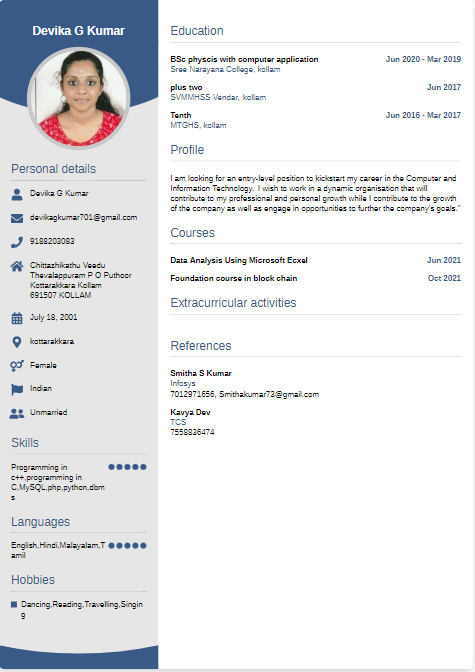 Devika G Kumar
Personal details
Devika G Kumar
devikagkumar701@gmail.com
9188203083
Chittazhikathu Veedu
Thevalappuram P O Puthoor
Kottarakkara Kollam
691507 KOLLAM
July 18, 2001
kottarakkara
Female
Indian
Unmarried
Skills
Programming in
c++,programming in
C,MySQL,php,python,dbm
s
Languages
English,Hindi,Malayalam,T
amil
Hobbies
Dancing,Reading,Travelling,Singin
g
Education
BSc physcis with computer application Jun 2020 - Mar 2019
Sree Narayana College, kollam
plus two Jun 2017
SVMMHSS Vendar, kollam
Tenth Jun 2016 - Mar 2017
MTGHS, kollam
Profile
I am looking for an entry-level position to kickstart my career in the Computer and
Information Technology. I wish to work in a dynamic organisation that will
contribute to my professional and personal growth while I contribute to the growth
of the company as well as engage in opportunities to further the company's goals."
Courses
Data Analysis Using Microsoft Ecxel Jun 2021
Foundation course in block chain Oct 2021
Extracurricular activities
References
Smitha S Kumar
Infosys
7012971656, Smithakumar73@gmail.com
Kavya Dev
TCS
7558836474